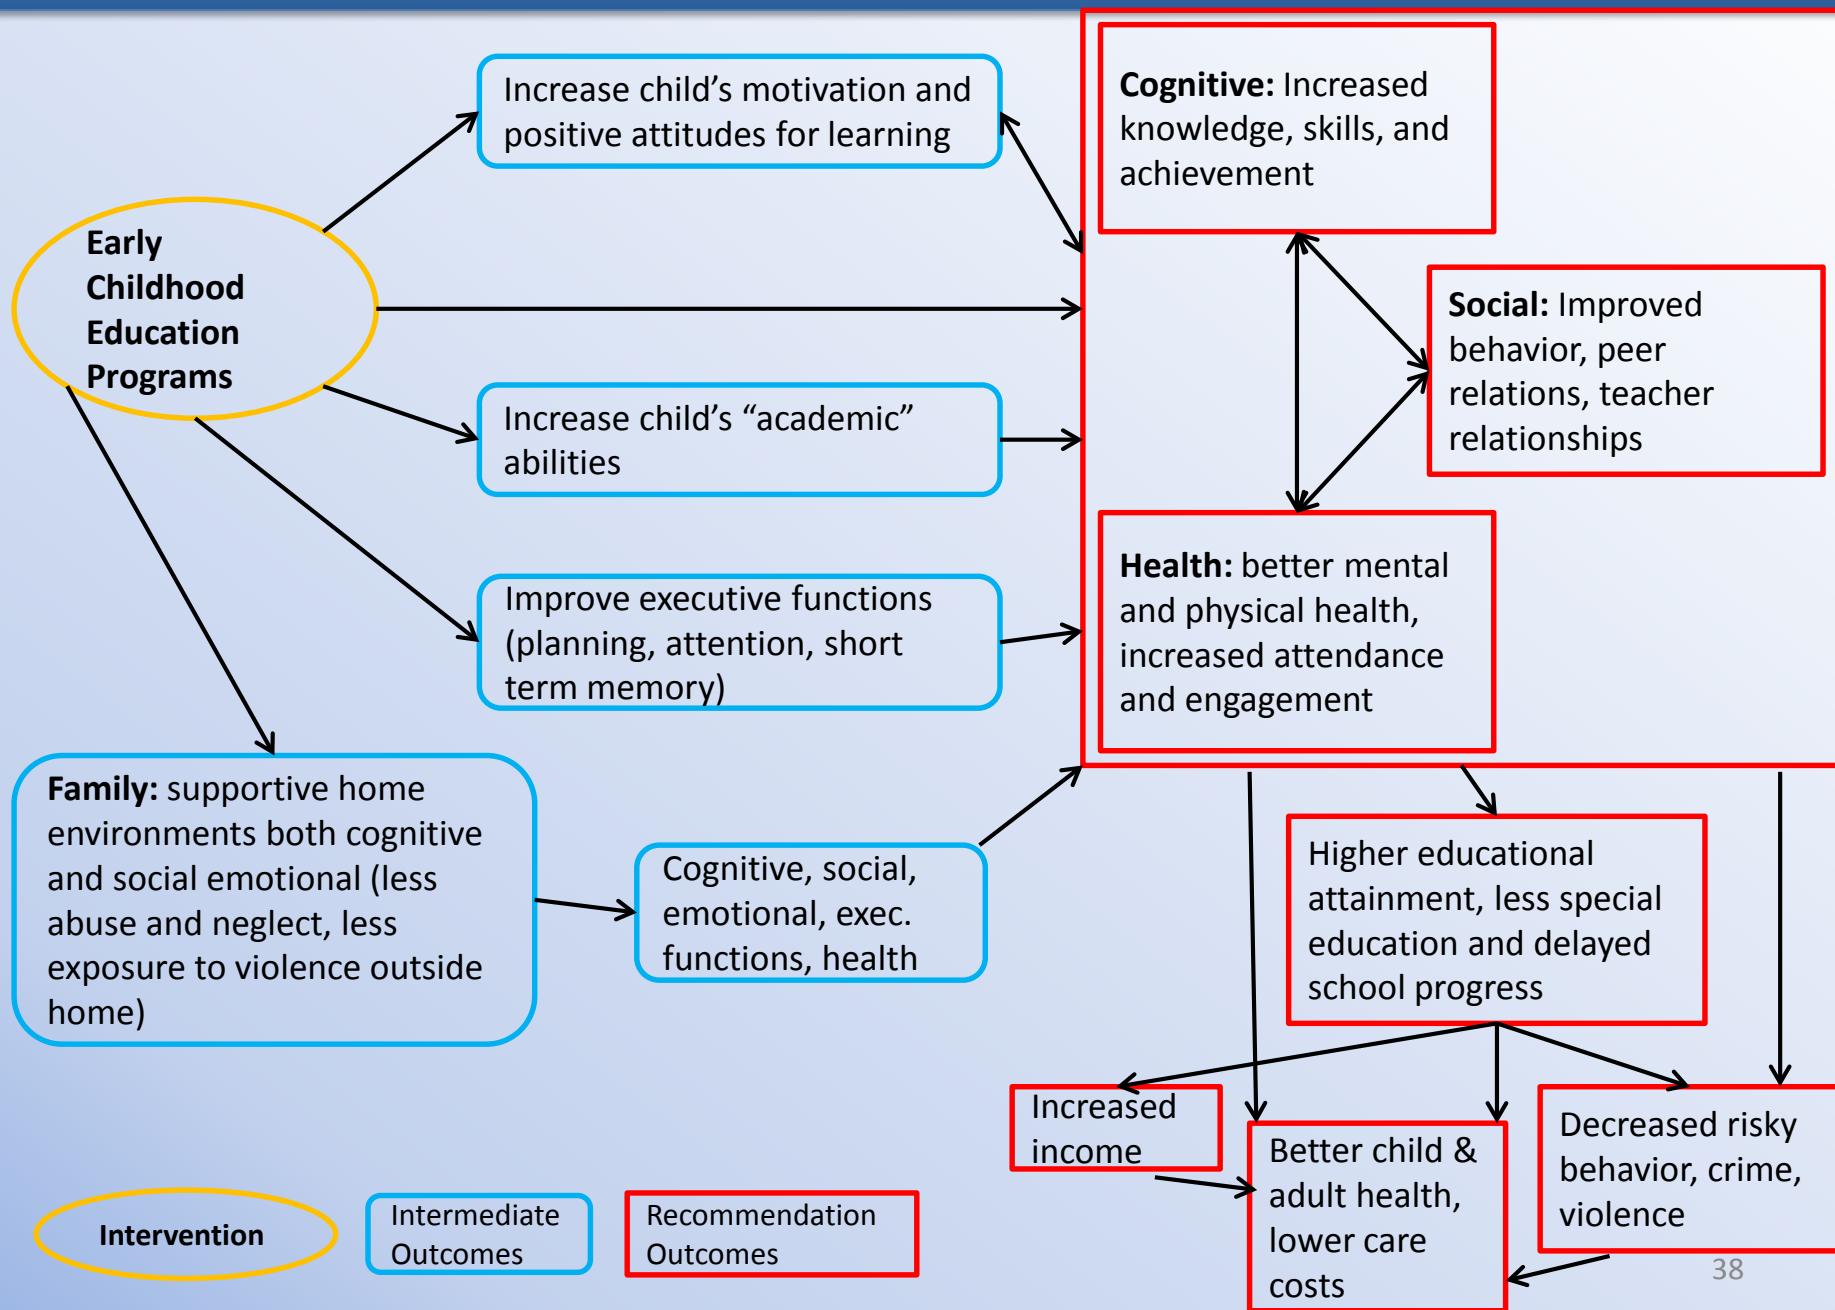 Increase child’s motivation and
positive attitudes for learning
Cognitive: Increased
knowledge, skills, and
achievement
Early
Childhood
Education
Programs
Social: Improved
behavior, peer
relations, teacher
relationships
Increase child’s “academic”
abilities
Health: better mental
and physical health,
increased attendance
and engagement
Improve executive functions
(planning, attention, short
term memory)
Family: supportive home
environments both cognitive
and social emotional (less
abuse and neglect, less
exposure to violence outside
home)
Cognitive, social,
emotional, exec.
functions, health
Higher educational
attainment, less special
education and delayed
school progress
Increased
income
Better child &
adult health,
lower care
costs
Decreased risky
behavior, crime,
violence
Intervention
Intermediate
Outcomes
Recommendation
Outcomes
38